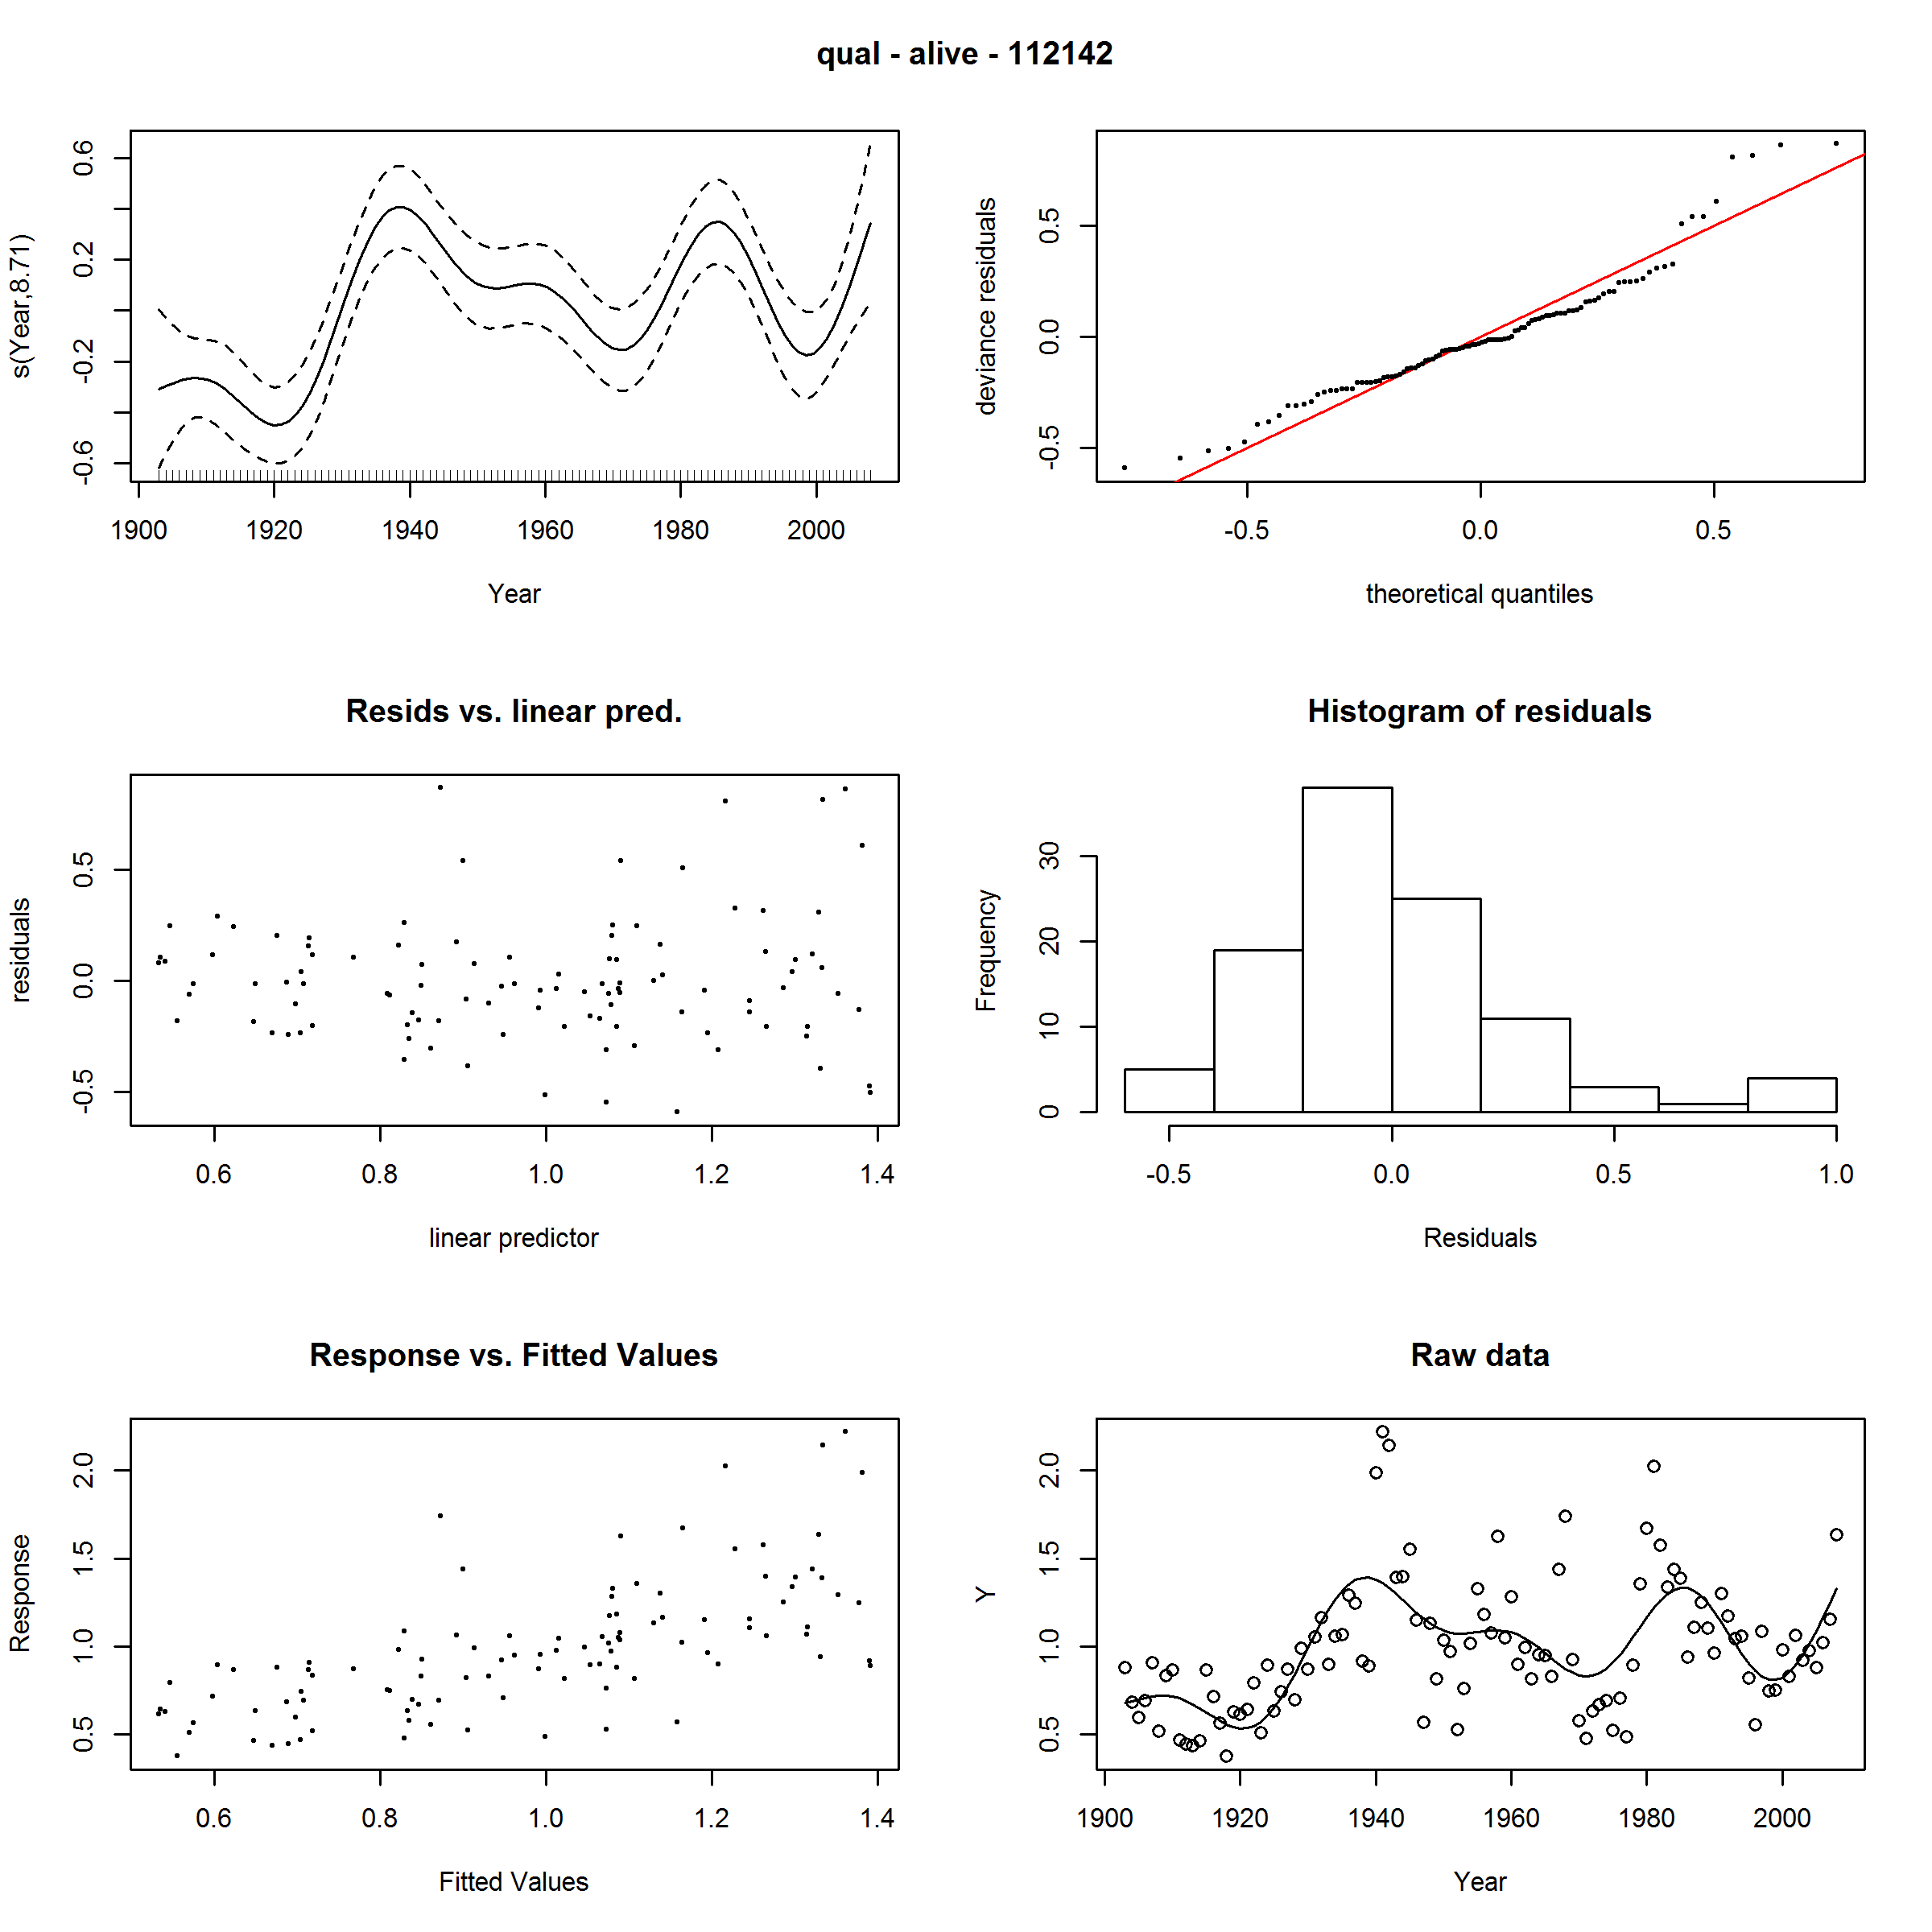 qual - alive - 112142
s(Year,8.71)
-0.6 -0.2 0.2 0.6
1900 1920 1940 1960 1980 2000
Year
deviance residuals
-0.5 0.0 0.5
-0.5 0.0 0.5
theoretical quantiles
Resids vs. linear pred.
residuals
-0.5 0.0 0.5
0.6 0.8 1.0 1.2 1.4
linear predictor
Histogram of residuals
Frequency
0 10 20 30
-0.5 0.0 0.5 1.0
Residuals
Response vs. Fitted Values
Response
0.5 1.0 1.5 2.0
0.6 0.8 1.0 1.2 1.4
Fitted Values
Raw data
Y
0.5 1.0 1.5 2.0
1900 1920 1940 1960 1980 2000
Year